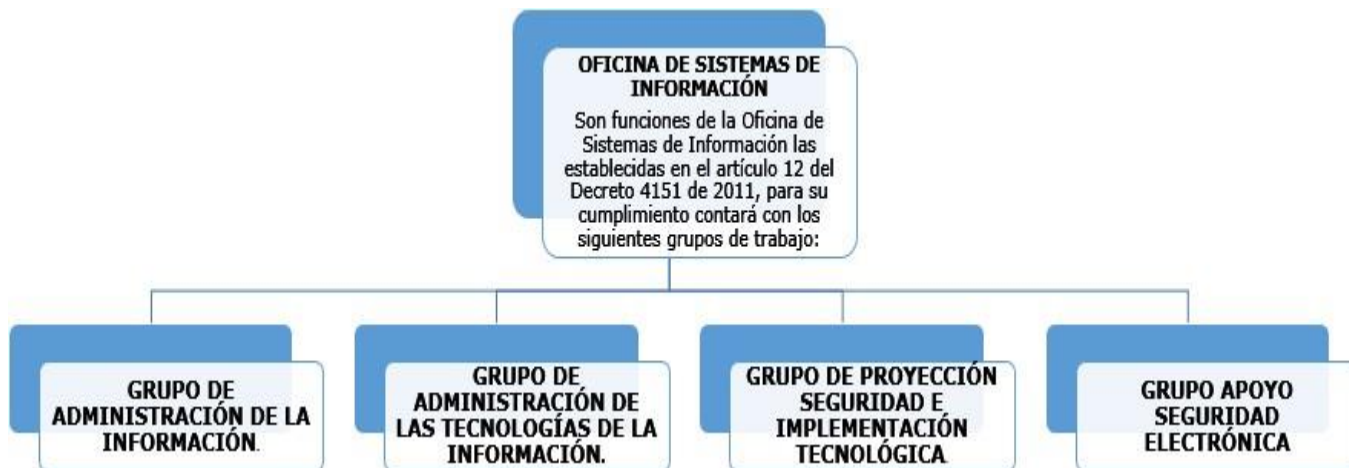 OFICINA DE SISTEMAS DE
INFORMACIÓN
Son funciones de la Oficina de
Sistemas de Información las
establecidas en el artículo 12 del
Decreto 4151 de 2011, para su
cumplimiento contará con los
siguientes grupos de trabajo:
GRUPO DE
ADMINISTRACIÓN DE LA
INFORMACIÓN.
GRUPO DE
ADMINISTRACIÓN DE
LAS TECNOLOGÍAS DE LA
INFORMACIÓN.
GRUPO DE PROYECCIÓN
SEGURIDAD E
IMPLEMENTACIÓN
TECNOLÓGICA.
GRUPO APOYO
SEGURIDAD
ELECTRÓNICA